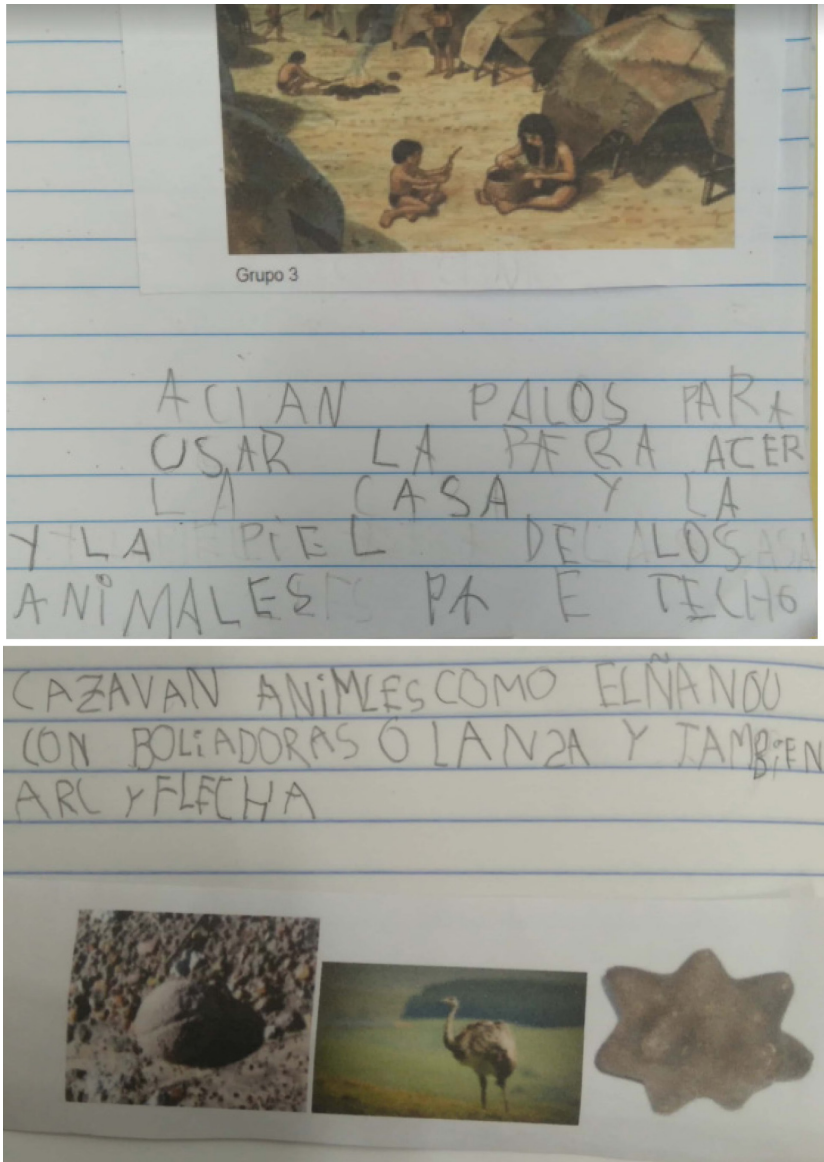 Grupo 3
ACIAN PALOS PARA
USAR LA PARA ACER
LA CASA Y LA
Y LA PIEL DE LOS
ANIMALES PA E TECHO
CAZAVAN ANIMLES COMO EL ÑANDU
CON BOLIADORAS O LANZA Y TAMBIEN
ARC Y FLECHA